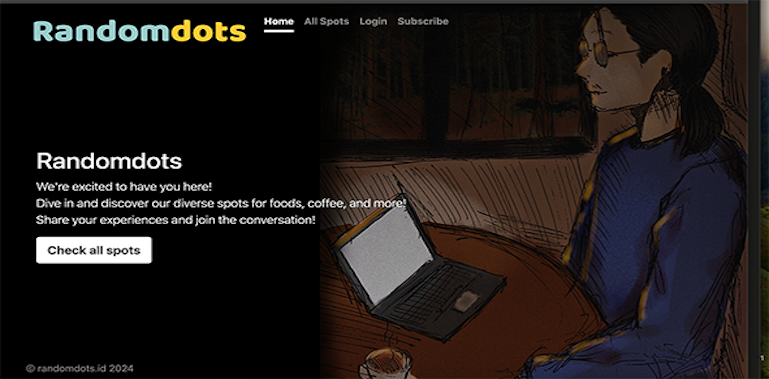 Randomdots
Home All Spots Login Subscribe
Randomdots
We're excited to have you here!
Dive in and discover our diverse spots for foods, coffee, and more!
Share your experiences and join the conversation!
Check all spots
© randomdots.id 2024
1